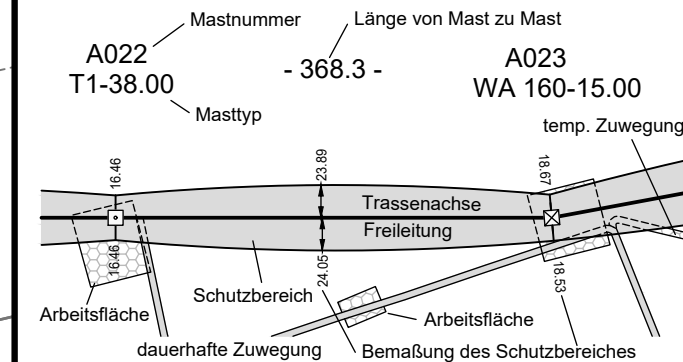 Mastnummer
Länge von Mast zu Mast
A022
T1-38.00
- 368.3 -
A023
WA 160-15.00
Masttyp
temp. Zuwegung
16.46
23.89
18.67
Trassenachse
Freileitung
16.46
24.05
18.53
Schutzbereich
Arbeitsfläche
Arbeitsfläche
dauerhafte Zuwegung
Bemaßung des Schutzbereiches